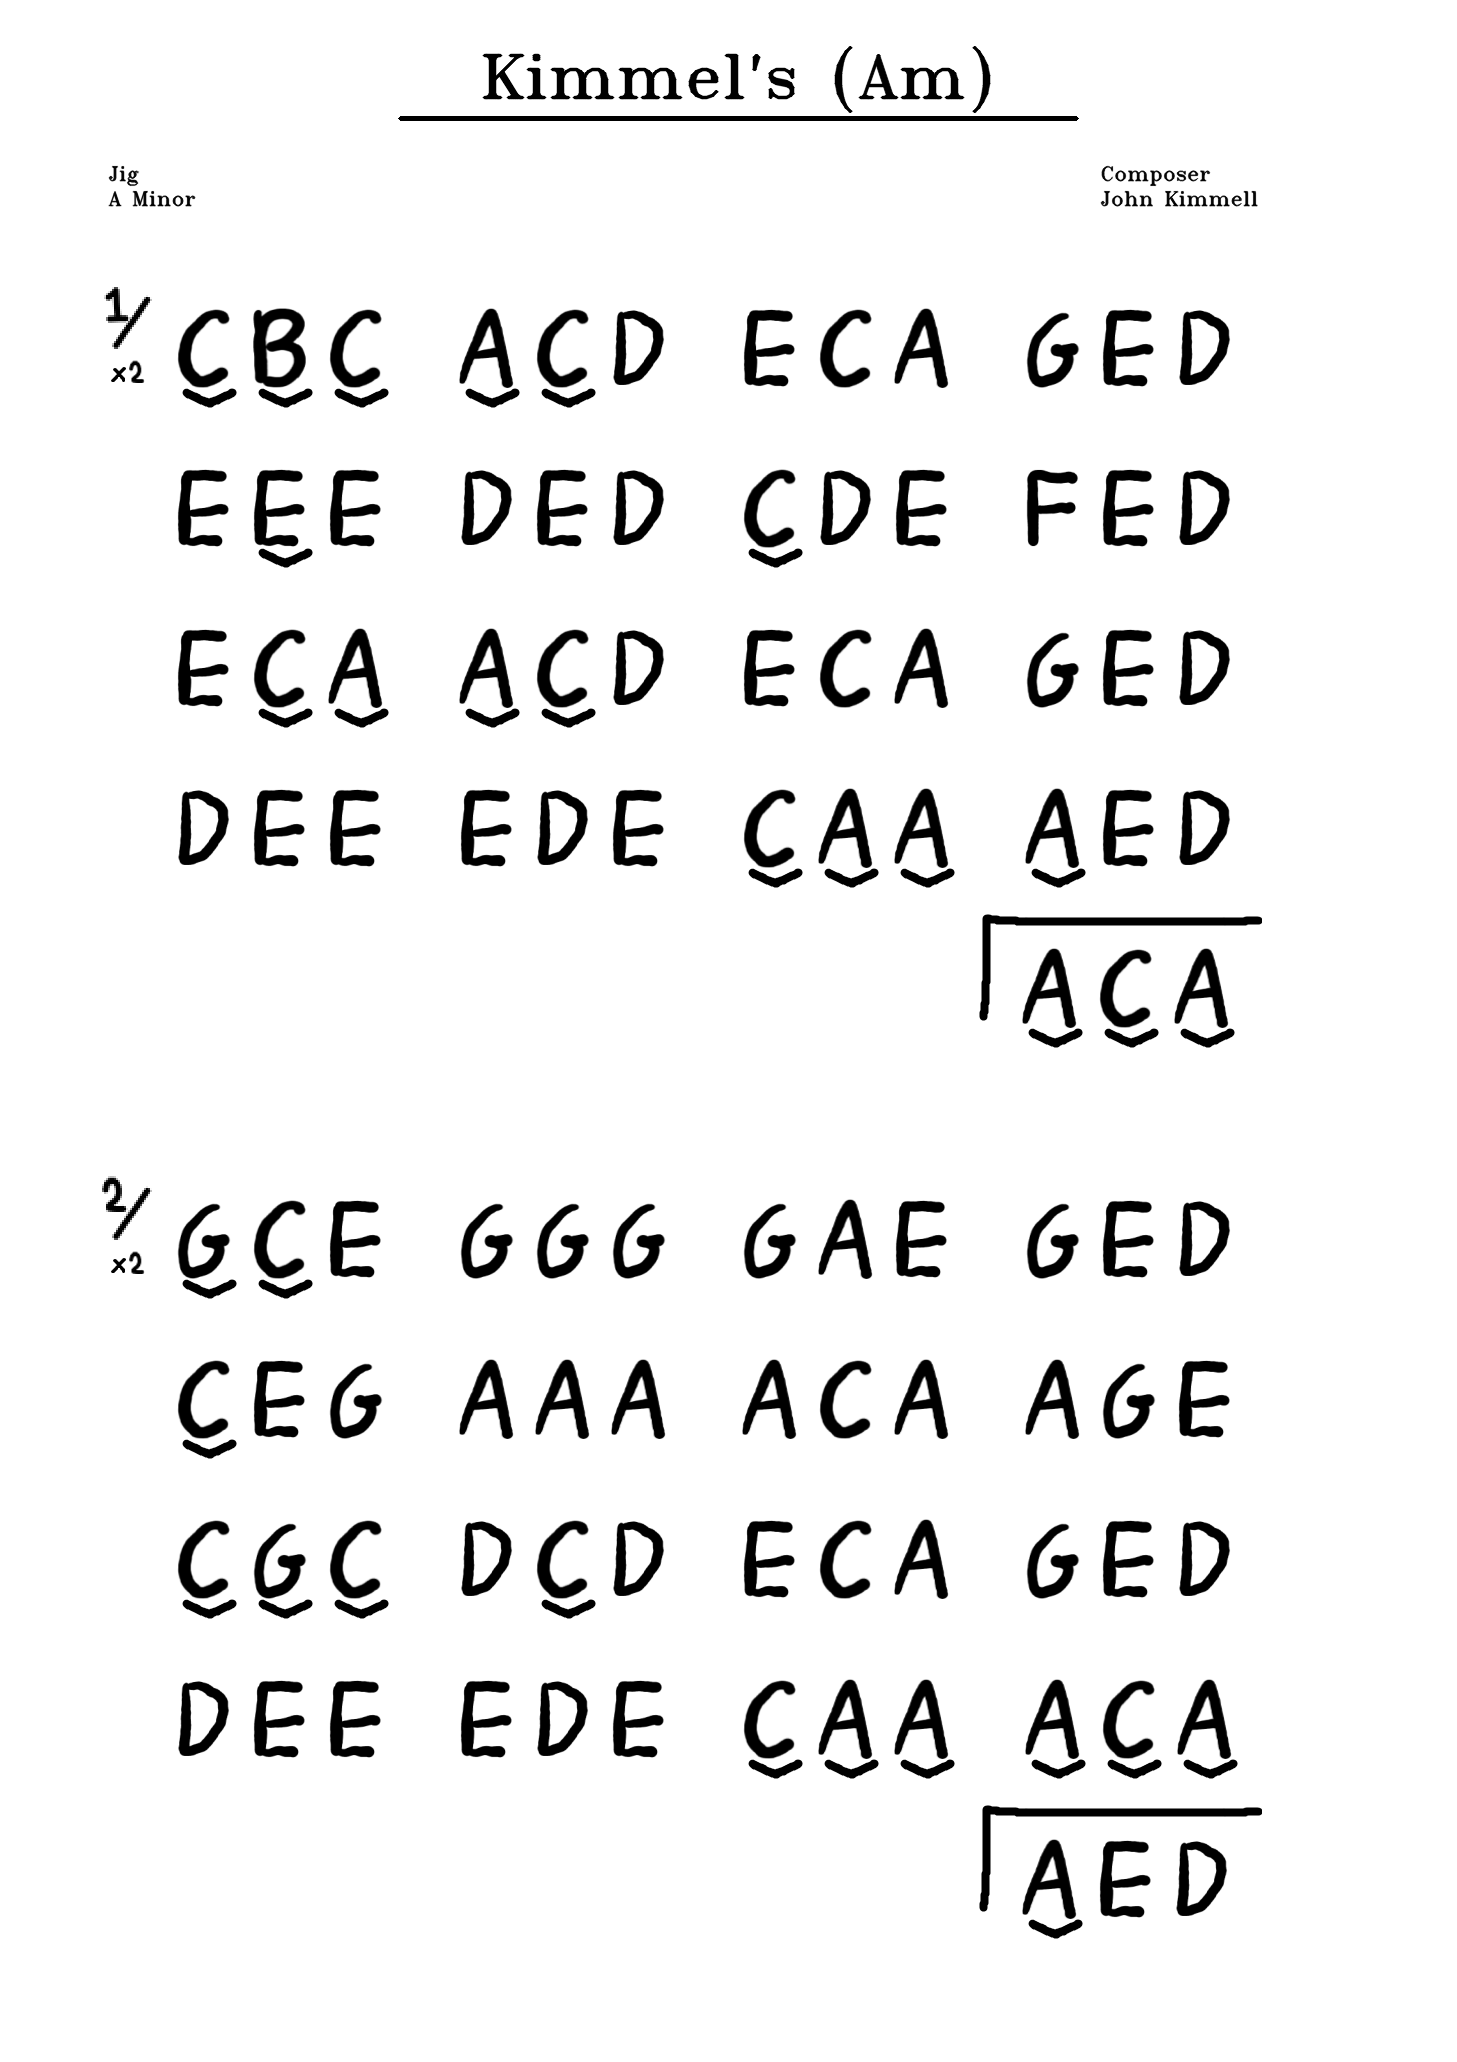 Kimmel's (Am)
Jig
A Minor
Composer
John Kimmell
1/ x2
CBC ACD ECA GED
EEE DED CDE FED
ECA ACD ECA GED
DEE EDE CAA AED
ACA
2/ x2
GCE GGG GAE GED
CEG AAA ACA AGE
CGC DCD ECA GED
DEE EDE CAA ACA
AED